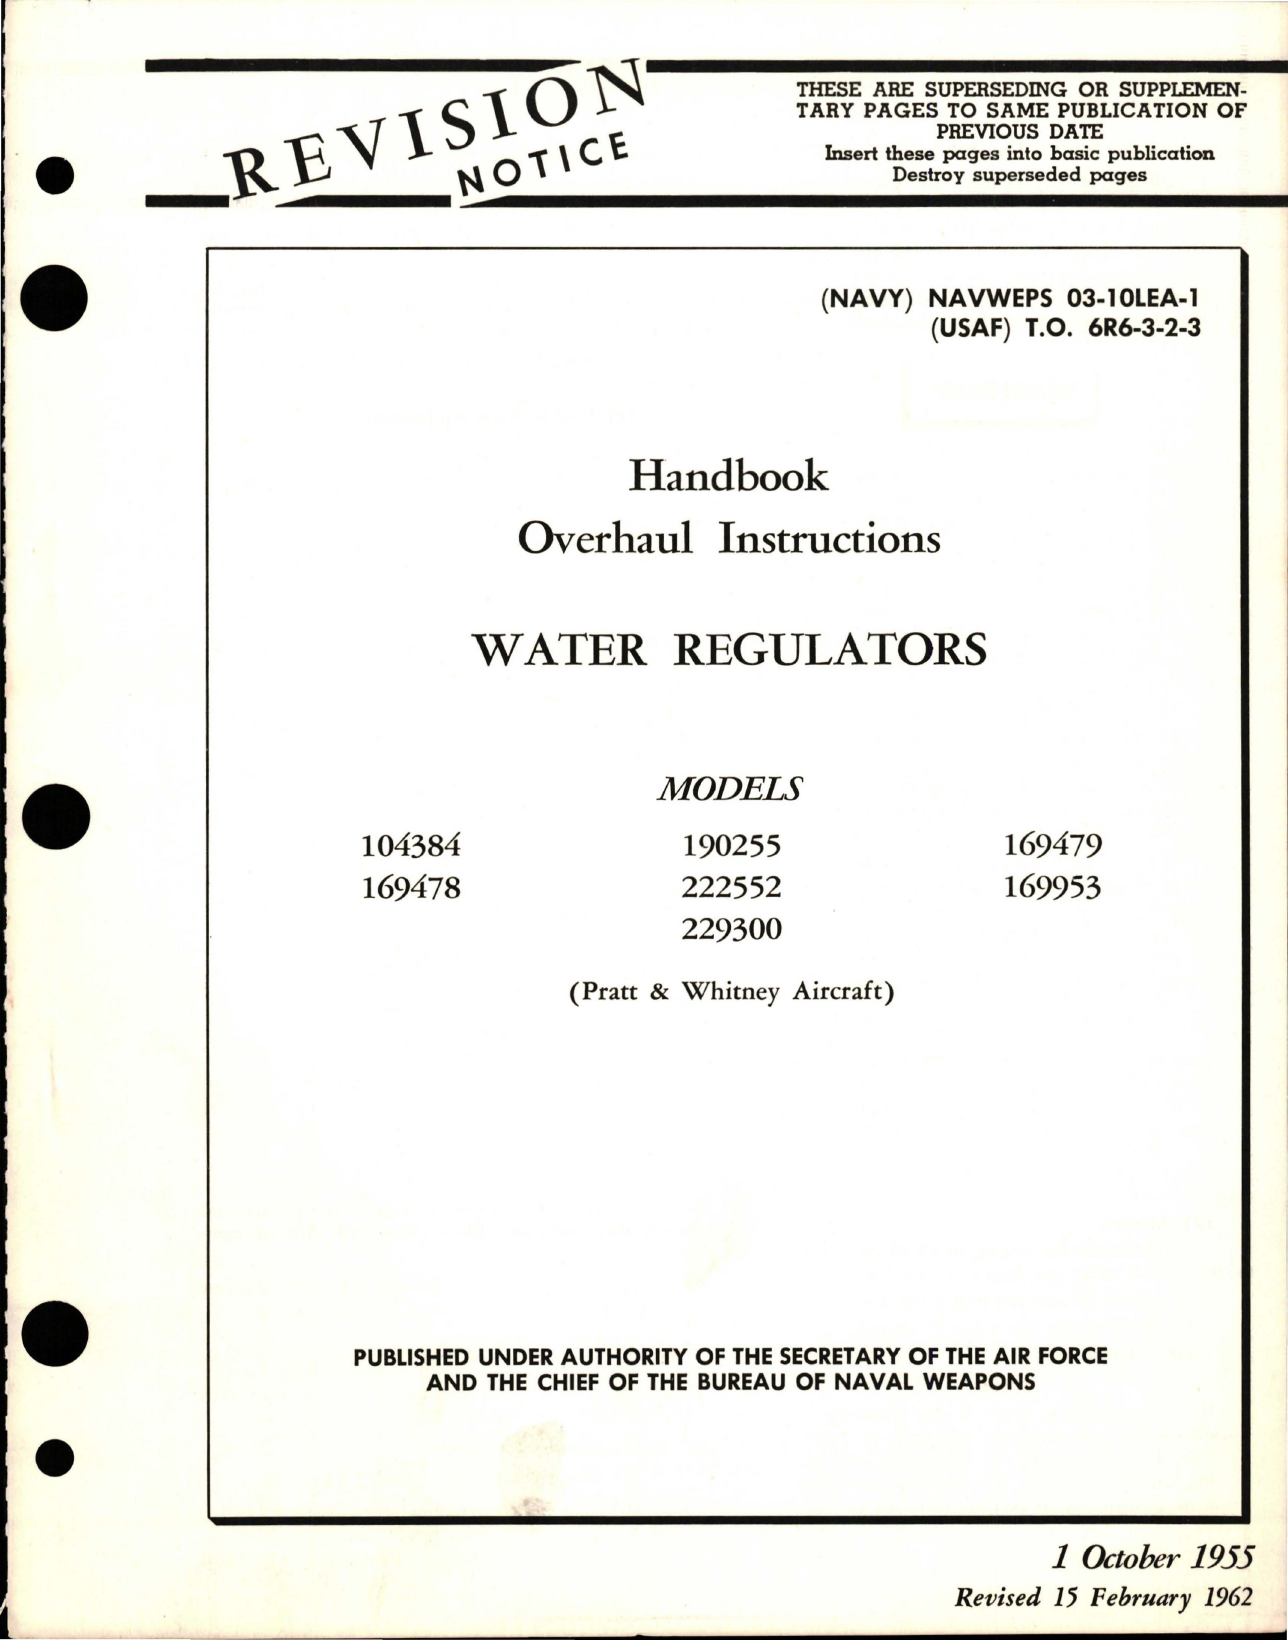 REVISION
NOTICE
THESE ARE SUPERSEDING OR SUPPLEMEN-
TARY PAGES TO SAME PUBLICATION OF
PREVIOUS DATE
Insert these pages into basic publication
Destroy superseded pages
(NAVY) NAVWEPS 03-10LEA-1
(USAF) T.O. 6R6-3-2-3
Handbook
Overhaul Instructions
WATER REGULATORS
MODELS
104384 190255 169479
169478 222552 169953
229300
(Pratt & Whitney Aircraft)
PUBLISHED UNDER AUTHORITY OF THE SECRETARY OF THE AIR FORCE
AND THE CHIEF OF THE BUREAU OF NAVAL WEAPONS
1 October 1955
Revised 15 February 1962